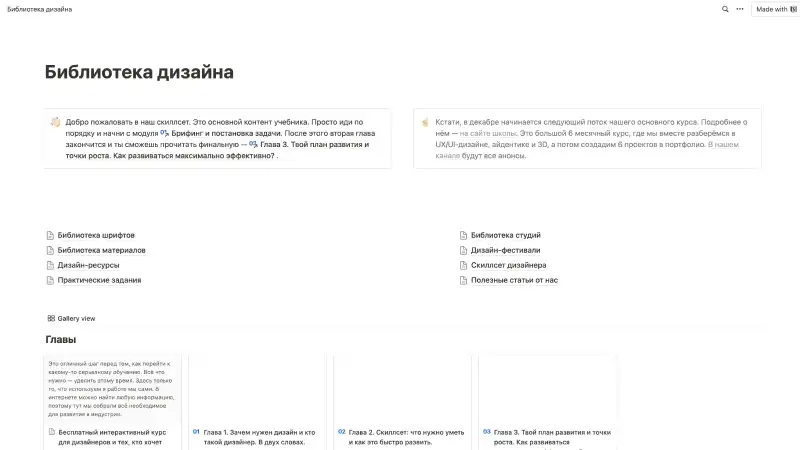 Библиотека дизайна
Made with
Библиотека дизайна
Добро пожаловать в наш скиллсет. Это основной контент учебника. Просто иди по
порядку и начни с модуля Брифинг и постановка задачи. После этого вторая глава
закончится и ты сможешь прочитать финальную — 03 Глава 3. Твой план развития и
точки роста. Как развиваться максимально эффективно? .
Кстати, в декабре начинается следующий поток нашего основного курса. Подробнее о
нём — на сайте школы. Это большой 6 месячный курс, где мы вместе разберёмся в
UX/UI-дизайне, айдентике и 3D, а потом создадим 6 проектов в портфолио. В нашем
канале будут все анонсы.
Библиотека шрифтов
Библиотека материалов
Дизайн-ресурсы
Практические задания
Библиотека студий
Дизайн-фестивали
Скиллсет дизайнера
Полезные статьи от нас
Gallery view
Главы
Это отличный шаг перед тем, как перейти к
какому-то серьезному обучению. Всё что
нужно — уделить этому время. Здесь только
то, что используем в работе мы сами. В
интернете можно найти любую информацию,
поэтому тут мы собрали всё необходимое
для развития в индустрии.
Бесплатный интерактивный курс
для дизайнеров и тех, кто хочет
01 Глава 1. Зачем нужен дизайн и кто
такой дизайнер. В двух словах.
02 Глава 2. Скиллсет: что нужно уметь
и как это быстро развить.
03 Глава 3. Твой план развития и точки
роста. Как развиваться